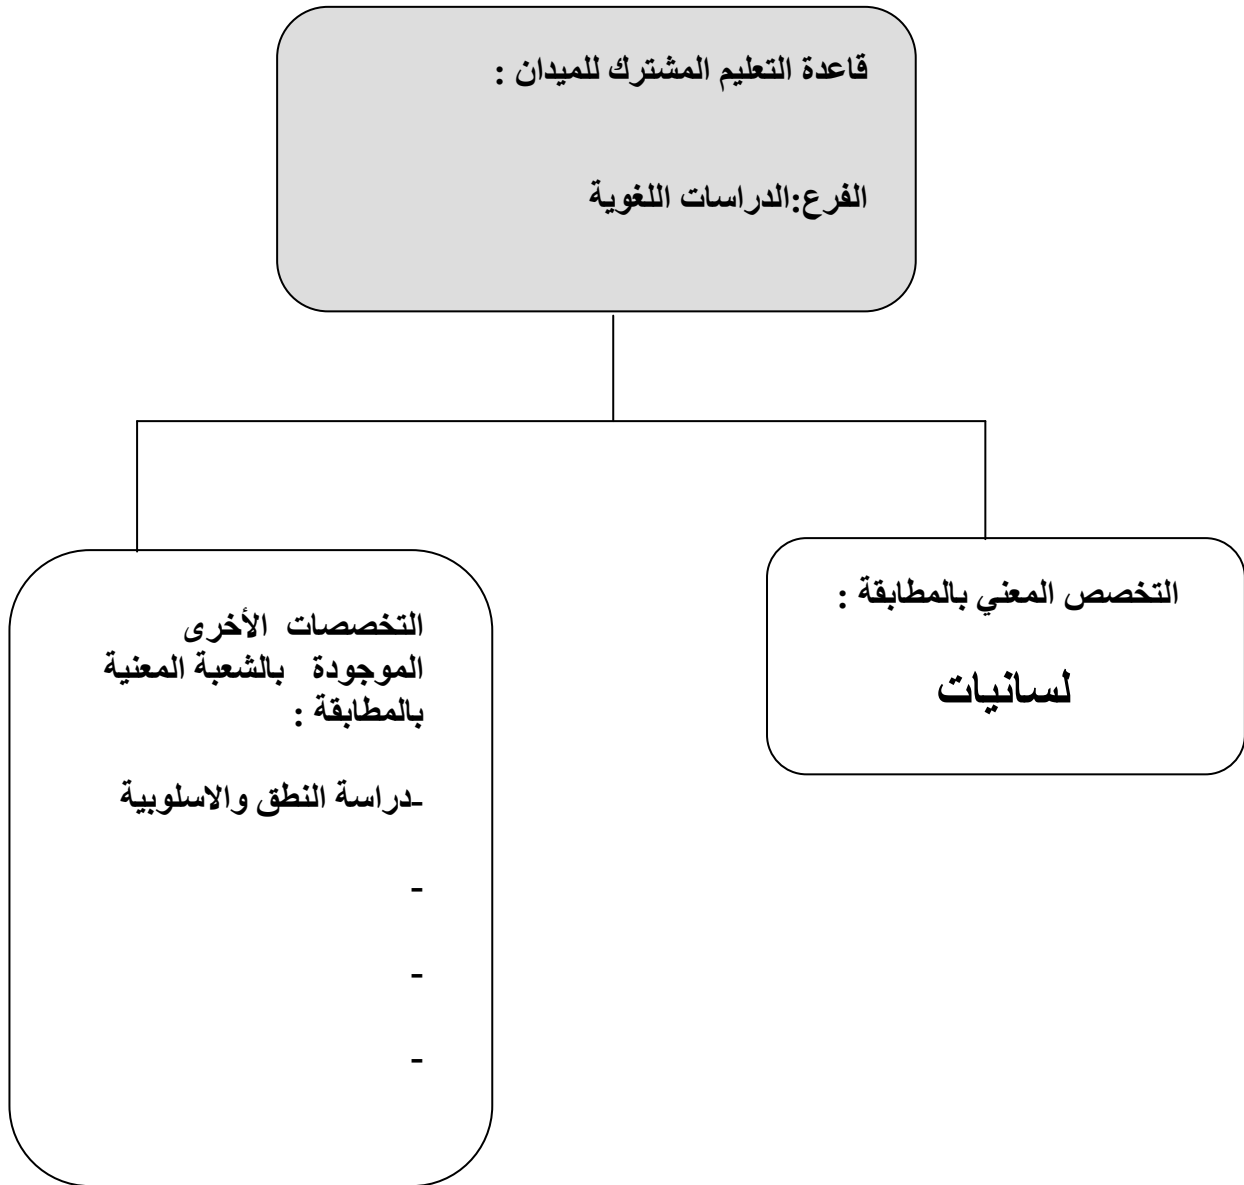 قاعدة التعليم المشترك للميدان :
الفرع:الدراسات اللغوية
التخصص المعني بالمطابقة :
لسانيات
التخصصات الأخرى
الموجودة بالشعبة المعنية
بالمطابقة :
-دراسة النطق والاسلوبية
-
-
-